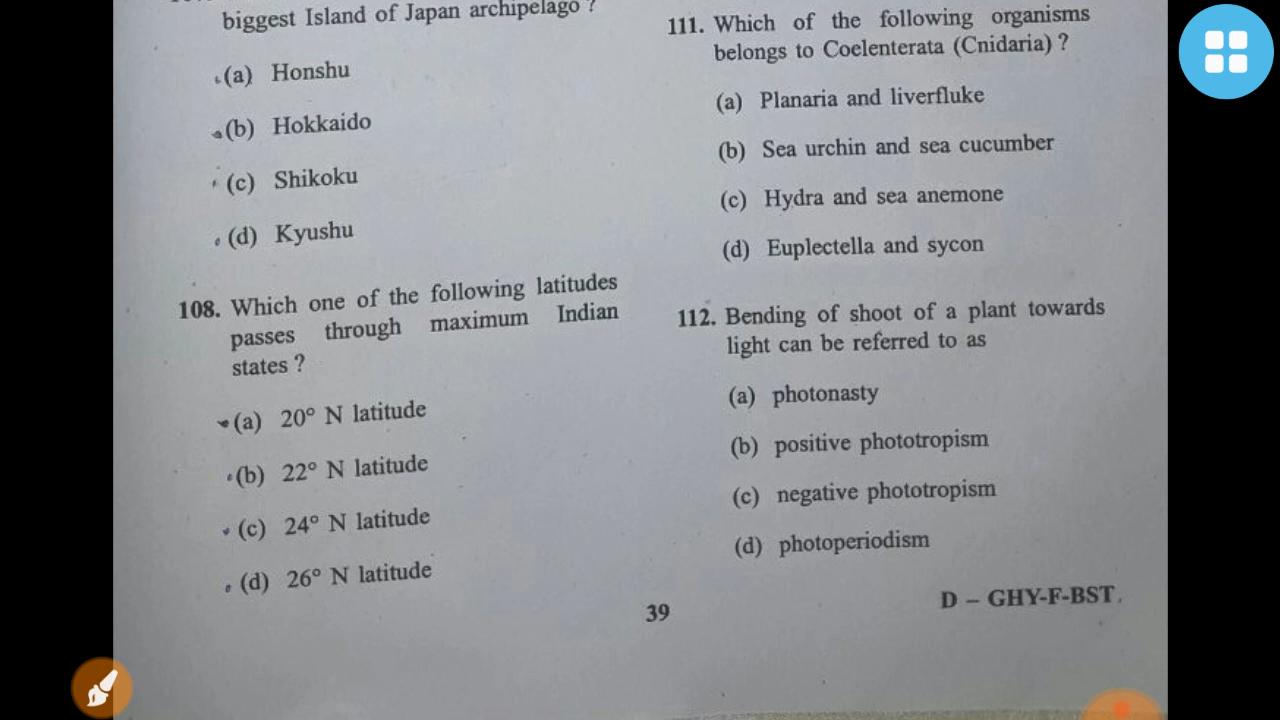 biggest Island of Japan archipelago ?
(a) Honshu
(b) Hokkaido
(c) Shikoku
(d) Kyushu
108. Which one of the following latitudes
passes through maximum Indian
states ?
(a) 20° N latitude
(b) 22° N latitude
(c) 24° N latitude
(d) 26° N latitude
111. Which of the following organisms
belongs to Coelenterata (Cnidaria) ?
(a) Planaria and liverfluke
(b) Sea urchin and sea cucumber
(c) Hydra and sea anemone
(d) Euplectella and sycon
112. Bending of shoot of a plant towards
light can be referred to as
(a) photonasty
(b) positive phototropism
(c) negative phototropism
(d) photoperiodism
39
D – GHY-F-BST